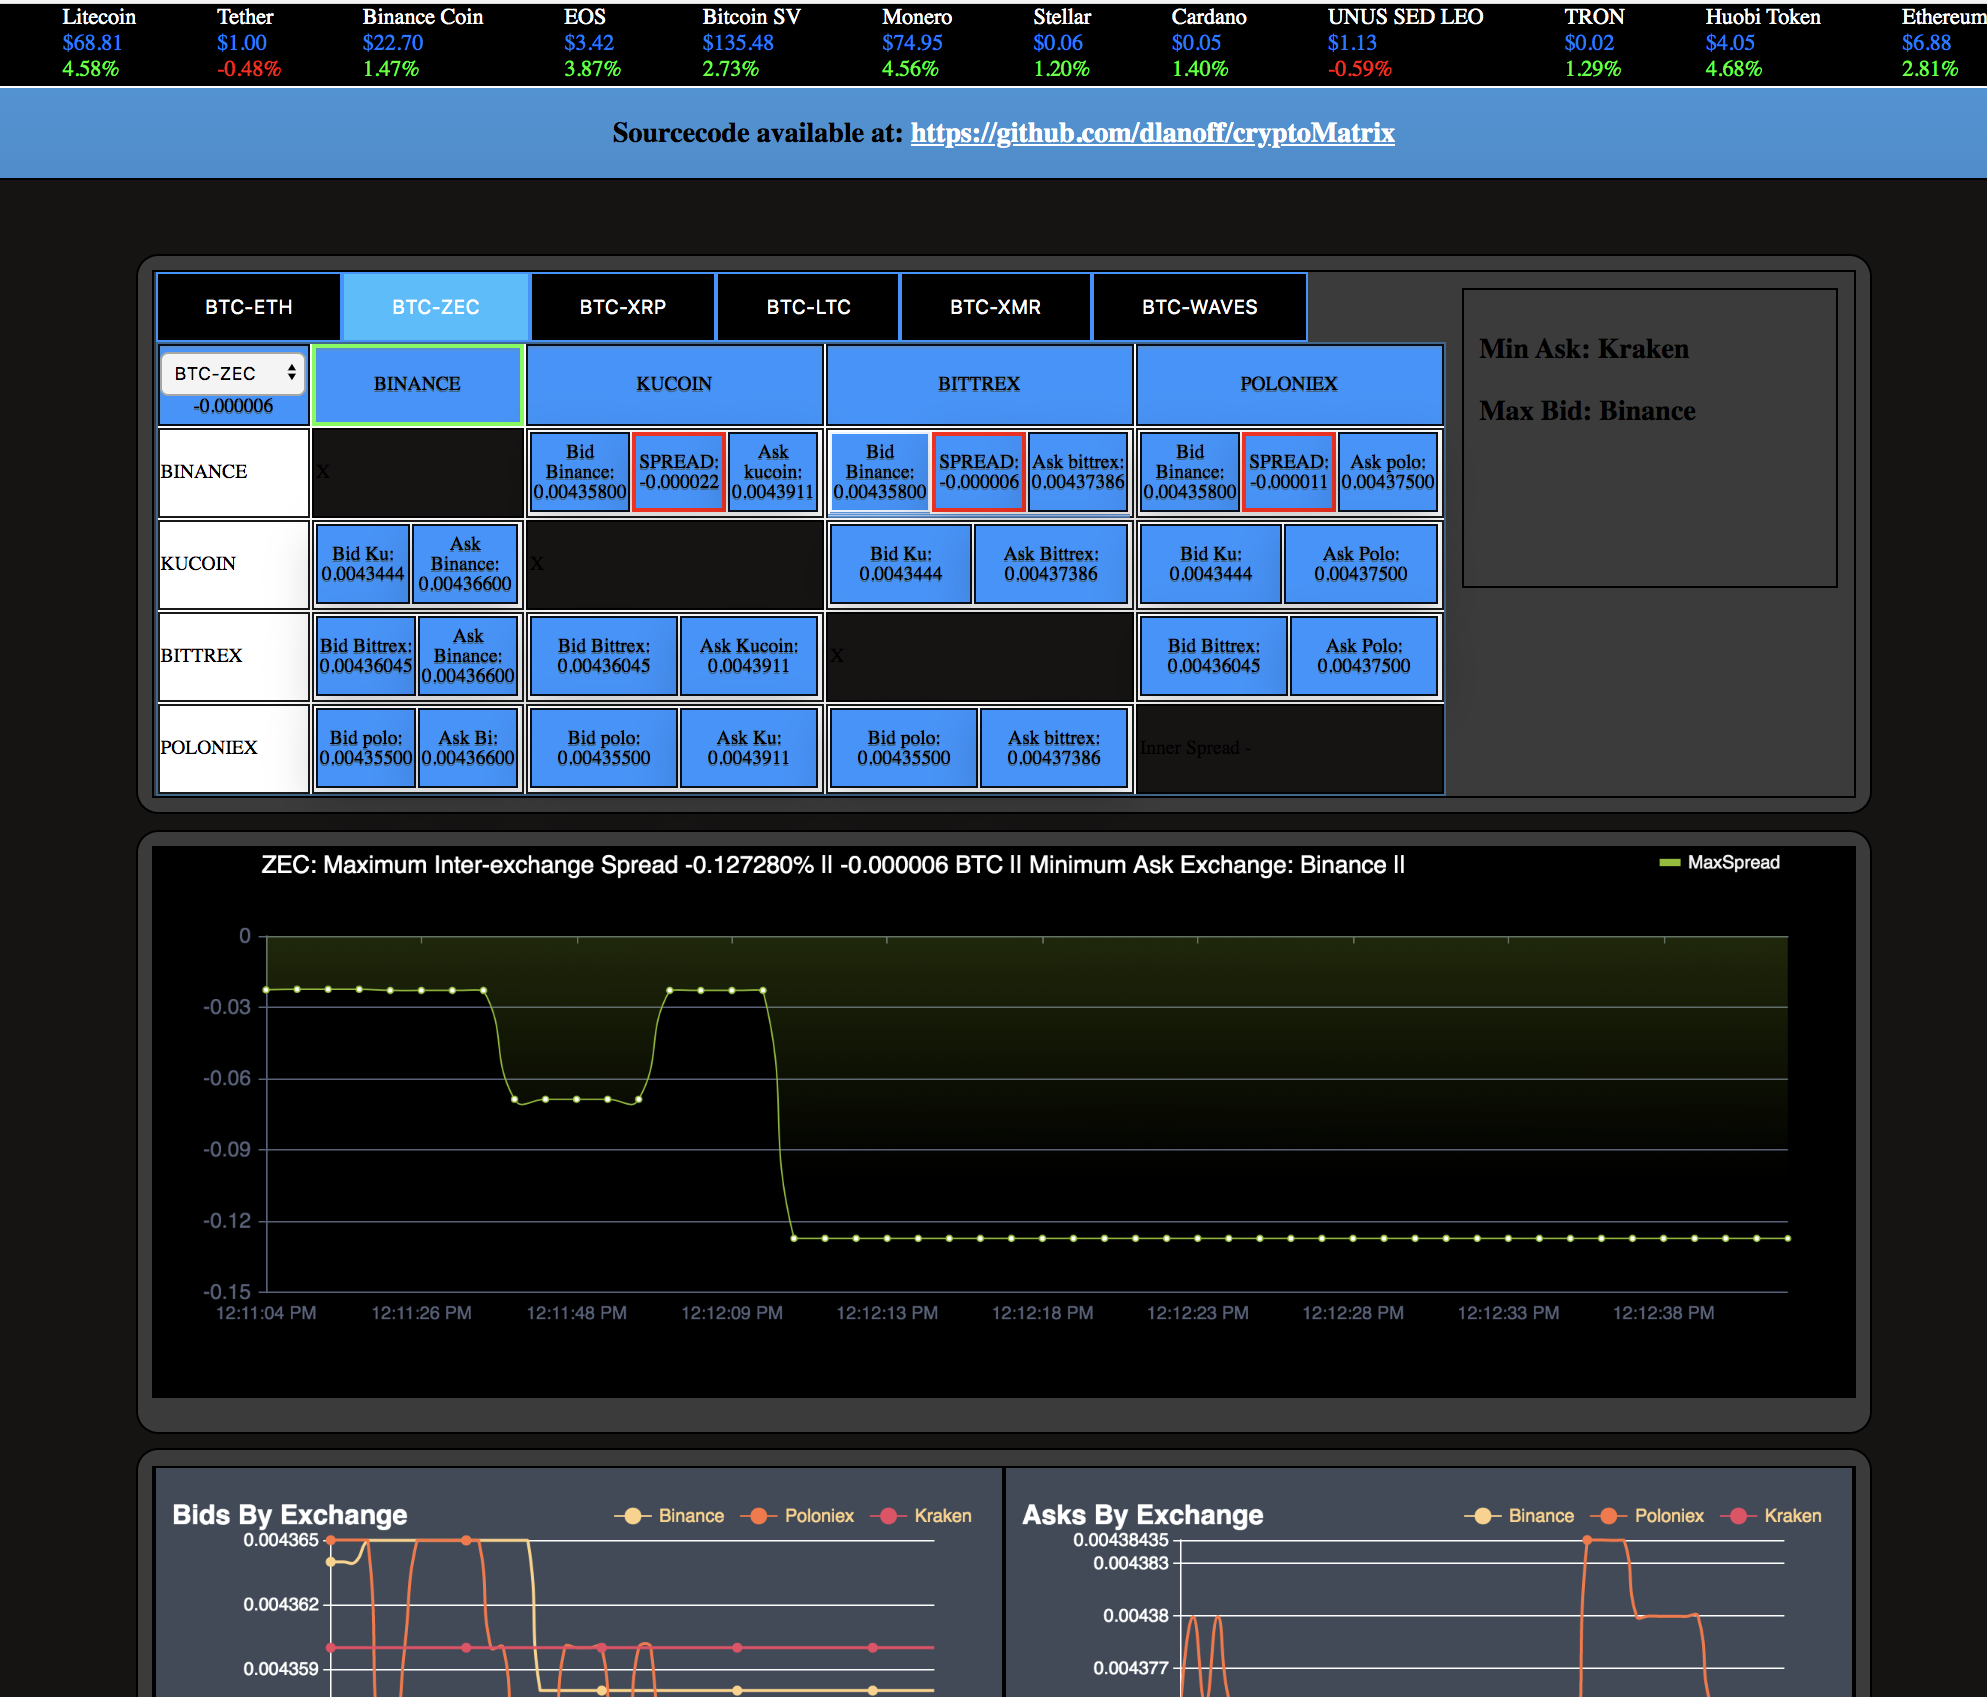 Litecoin Tether Binance Coin EOS Bitcoin SV Monero Stellar Cardano UNUS SED LEO TRON Huobi Token Ethereum
$68.81 $1.00 $22.70 $3.42 $135.48 $74.95 $0.06 $0.05 $1.13 $0.02 $4.05 $6.88
4.58% -0.48% 1.47% 3.87% 2.73% 4.56% 1.20% 1.40% -0.59% 1.29% 4.68% 2.81%
Sourcecode available at: https://github.com/dlanoff/cryptoMatrix
BTC-ETH BTC-ZEC BTC-XRP BTC-LTC BTC-XMR BTC-WAVES
Min Ask: Kraken
Max Bid: Binance
BTC-ZEC
-0.000006
BINANCE KUCOIN BITTREX POLONIEX
BINANCE
X
Bid
Binance:
0.00435800
SPREAD:
-0.000022
Ask
kucoin:
0.0043911
Bid
Binance:
0.00435800
SPREAD:
-0.000006
Ask bittrex:
0.00437386
Bid
Binance:
0.00435800
SPREAD:
-0.000011
Ask polo:
0.00437500
KUCOIN
Bid Ku:
0.0043444
Ask
Binance:
0.00436600
X
Bid Ku:
0.0043444
Ask Bittrex:
0.00437386
Bid Ku:
0.0043444
Ask Polo:
0.00437500
BITTREX
Bid Bittrex:
0.00436045
Ask
Binance:
0.00436600
Bid Bittrex:
0.00436045
Ask Kucoin:
0.0043911
X
Bid Bittrex:
0.00436045
Ask Polo:
0.00437500
POLONIEX
Bid polo:
0.00435500
Ask Bi:
0.00436600
Bid polo:
0.00435500
Ask Ku:
0.0043911
Bid polo:
0.00435500
Ask bittrex:
0.00437386
Inner Spread -
ZEC: Maximum Inter-exchange Spread -0.127280% II -0.000006 BTC II Minimum Ask Exchange: Binance II
MaxSpread
0
-0.03
-0.06
-0.09
-0.12
-0.15
12:11:04 PM 12:11:26 PM 12:11:48 PM 12:12:09 PM 12:12:13 PM 12:12:18 PM 12:12:23 PM 12:12:28 PM 12:12:33 PM 12:12:38 PM
Bids By Exchange
Binance Poloniex Kraken
0.004365
0.004362
0.004359
Asks By Exchange
Binance Poloniex Kraken
0.00438435
0.004383
0.00438
0.004377